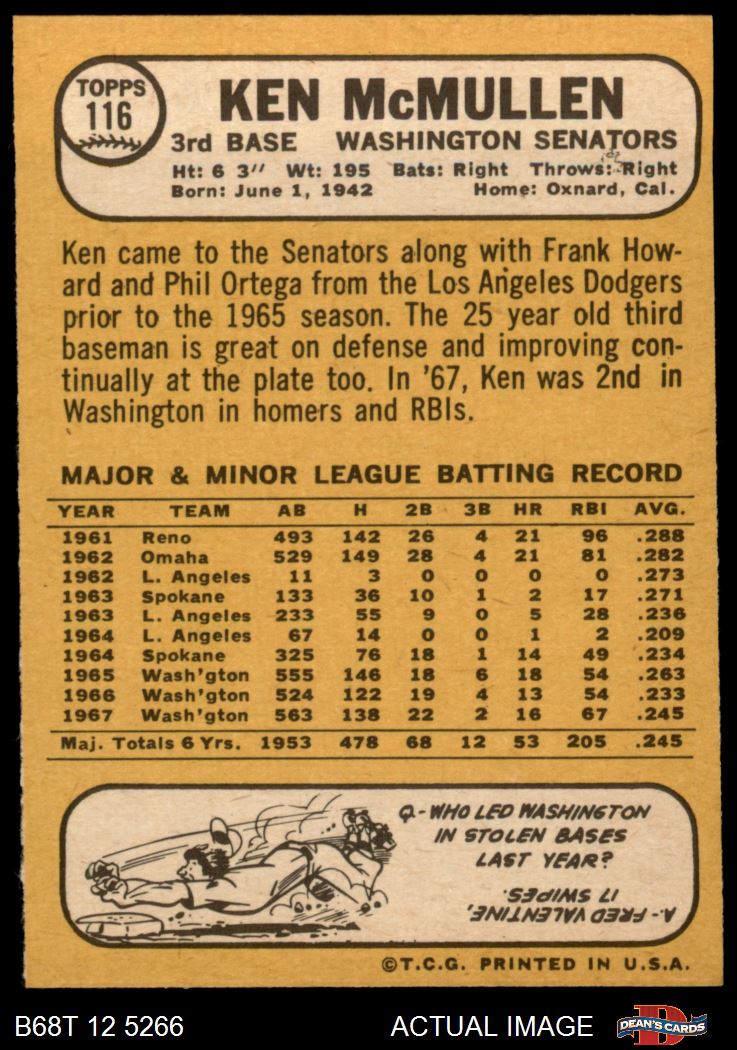 TOPPS
116
KEN McMULLEN
3rd BASE WASHINGTON SENATORS
Ht: 6 3" Wt: 195 Bats: Right Throws: Right
Born: June 1, 1942 Home: Oxnard, Cal.
Ken came to the Senators along with Frank How-
ard and Phil Ortega from the Los Angeles Dodgers
prior to the 1965 season. The 25 year old third
baseman is great on defense and improving con-
tinually at the plate too. In '67, Ken was 2nd in
Washington in homers and RBIs.
MAJOR & MINOR LEAGUE BATTING RECORD
YEAR TEAM AB H 2B 3B HR RBI AVG.
1961 Reno 493 142 26 4 21 96 .288
1962 Omaha 529 149 28 4 21 81 .282
1962 L. Angeles 11 3 0 0 0 0 .273
1963 Spokane 133 36 10 1 2 17 .271
1963 L. Angeles 233 55 9 0 5 28 .236
1964 L. Angeles 67 14 0 0 1 2 .209
1964 Spokane 325 76 18 1 14 49 .234
1965 Wash'gton 555 146 18 6 18 54 .263
1966 Wash'gton 524 122 19 4 13 54 .233
1967 Wash'gton 563 138 22 2 16 67 .245
Maj. Totals 6 Yrs. 1953 478 68 12 53 205 .245
Q-WHO LED WASHINGTON
IN STOLEN BASES
LAST YEAR?
A-FRED VALENTINE,
17 SWIPES.
©T.C.G. PRINTED IN U.S.A.
B68T 12 5266 ACTUAL IMAGE
D
DEAN'S CARDS